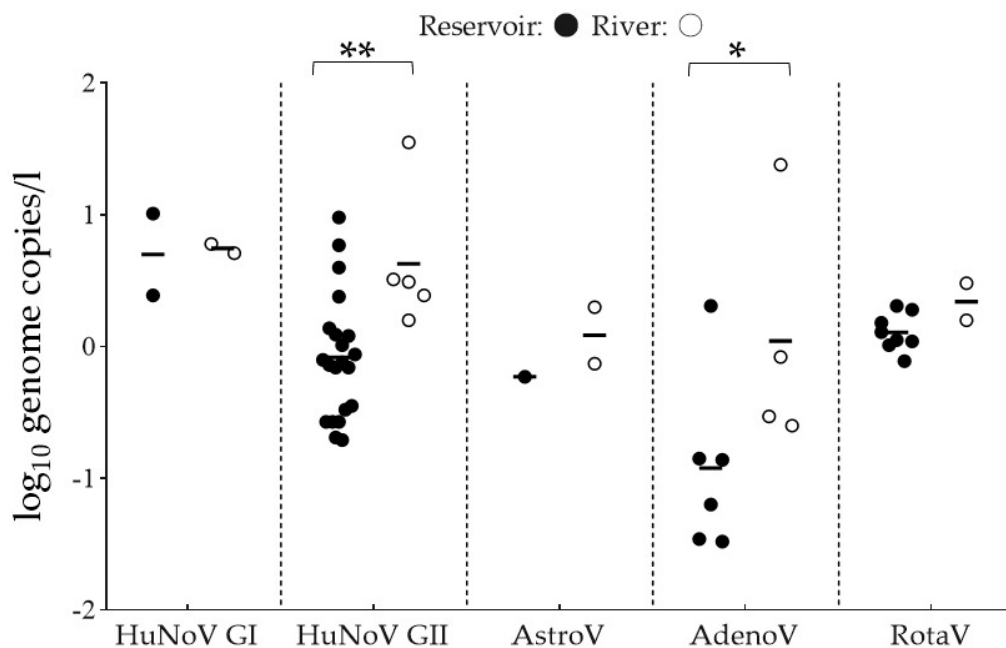 Reservoir: River:
** *
2
1
0
-1
-2
log10 genome copies/l
HuNoV GI HuNoV GII AstroV AdenoV RotaV